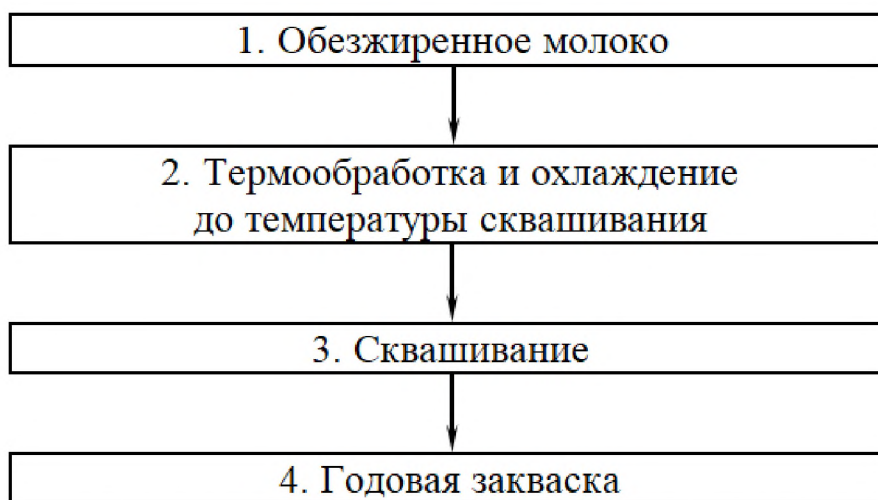 1. Обезжиренное молоко
2. Термообработка и охлаждение
до температуры сквашивания
3. Сквашивание
4. Годовая закваска